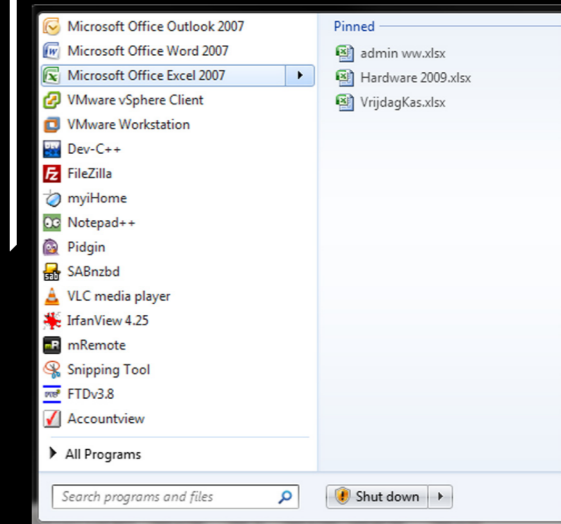 Microsoft Office Outlook 2007
Microsoft Office Word 2007
Microsoft Office Excel 2007
VMware vSphere Client
VMware Workstation
Dev-C++
FileZilla
myiHome
Notepad++
Pidgin
SABnzbd
VLC media player
IrfanView 4.25
mRemote
Snipping Tool
FTDv3.8
Accountview
All Programs
Search programs and files
Pinned
admin ww.xlsx
Hardware 2009.xlsx
VrijdagKas.xlsx
Shut down